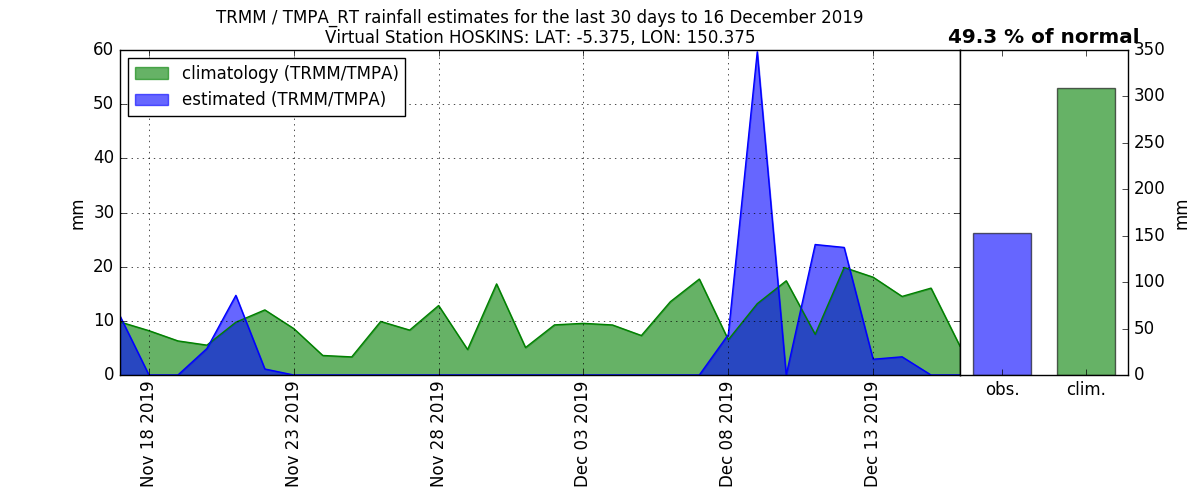 TRMM / TMPA_RT rainfall estimates for the last 30 days to 16 December 2019
Virtual Station HOSKINS: LAT: -5.375, LON: 150.375
49.3 % of normal
climatology (TRMM/TMPA)
estimated (TRMM/TMPA)
60
50
40
30
20
10
0
mm
Nov 18 2019
Nov 23 2019
Nov 28 2019
Dec 03 2019
Dec 08 2019
Dec 13 2019
350
300
250
200
150
100
50
0
mm
obs.
clim.